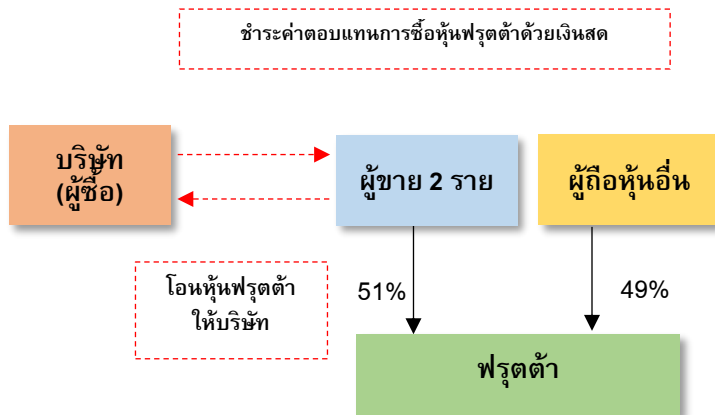 ชำระค่าตอบแทนการซื้อหุ้นฟรุตต้าด้วยเงินสด
บริษัท
(ผู้ซื้อ)
ผู้ขาย 2 ราย
ผู้ถือหุ้นอื่น
โอนหุ้นฟรุตต้า
ให้บริษัท
51%
49%
ฟรุตต้า